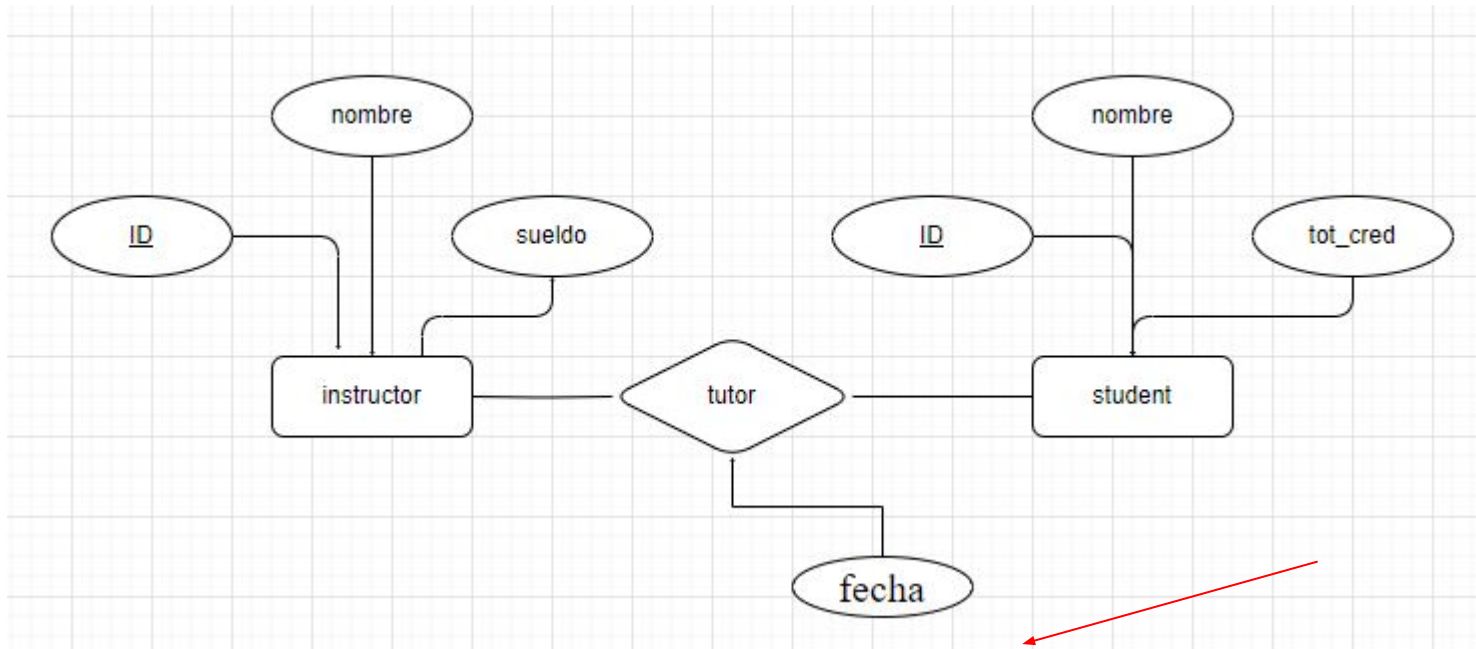 nombre
nombre
ID
sueldo
ID
tot_cred
instructor
tutor
student
fecha